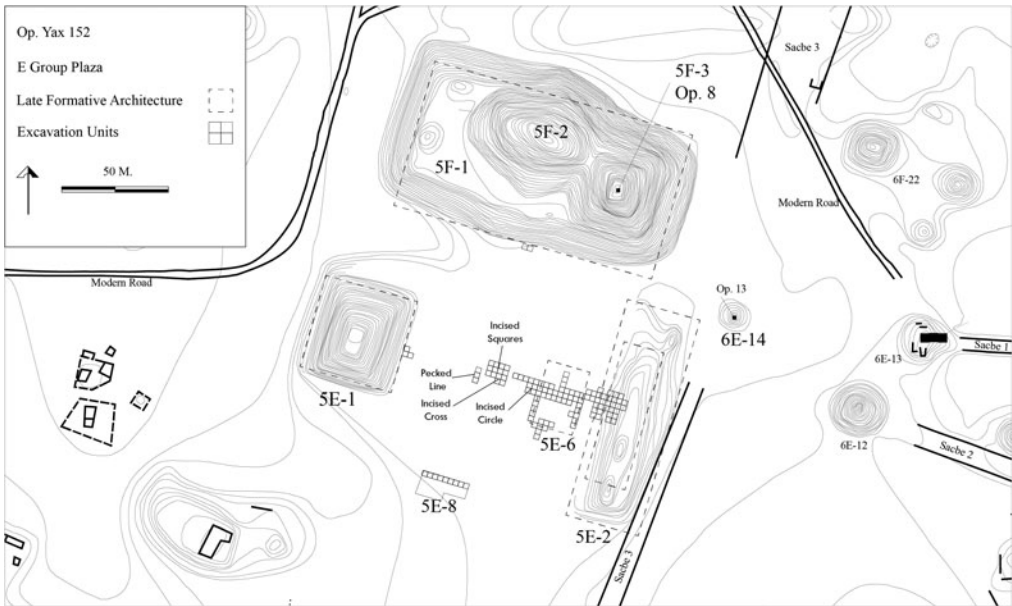 Op. Yax 152
E Group Plaza
Late Formative Architecture
Excavation Units
50 M.
Sacbe 3
5F-3
Op. 8
5F-2
5F-1
6F-22
Modern Road
Modern Road
Op. 13
6E-14
Incised
Squares
Pecked
Line
Incised
Cross
Incised
Circle
5E-1
5E-6
6E-13
Sacbe 1
6E-12
Sacbe 2
5E-8
5E-2
Sacbe 3